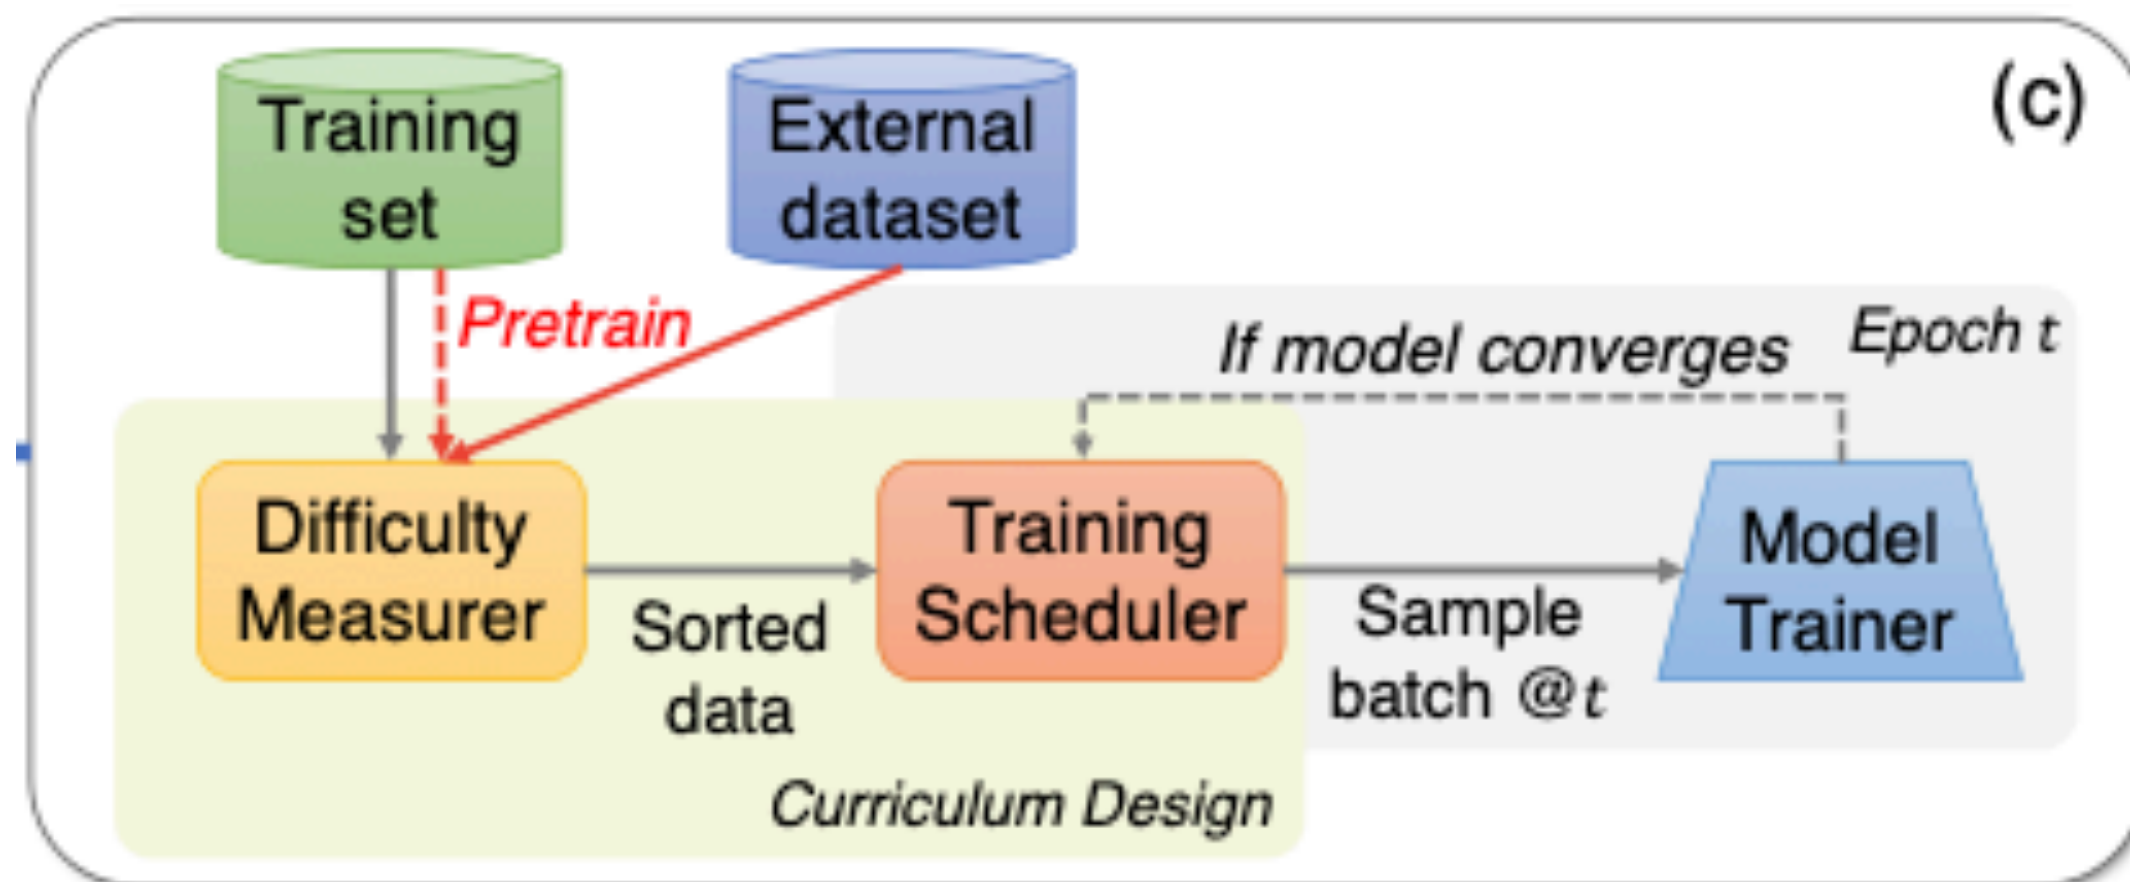 (c)
Training
set
External
dataset
Pretrain
If model converges
Epoch t
Difficulty
Measurer
Sorted
data
Training
Scheduler
Sample
batch @t
Model
Trainer
Curriculum Design